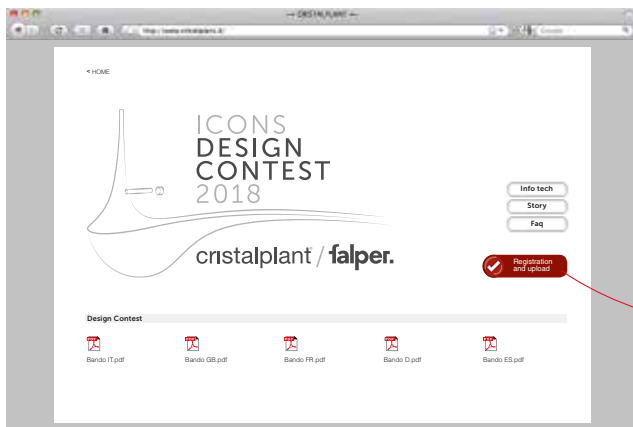 — CRISTALPLANT —
< HOME
ICONS
DESIGN
CONTEST
2018
cristalplant / falper.
Info tech
Story
Faq
Registration
and upload
Design Contest
Bando IT.pdf
Bando GB.pdf
Bando FR.pdf
Bando D.pdf
Bando ES.pdf